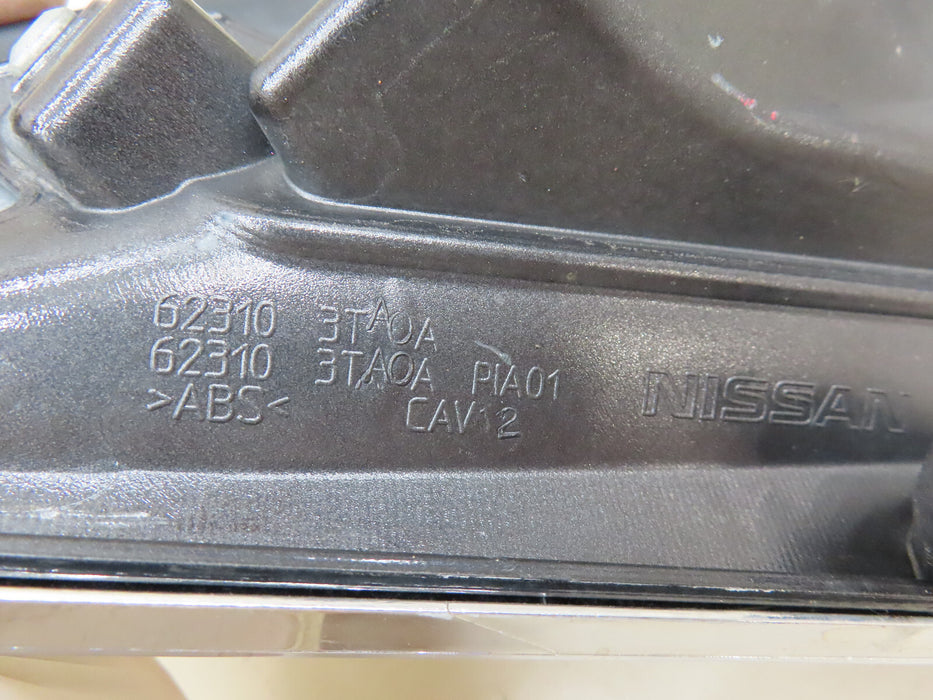 62310 3TA0A
62310 3TA0A PIA01
>ABS< CAV12
NISSAN